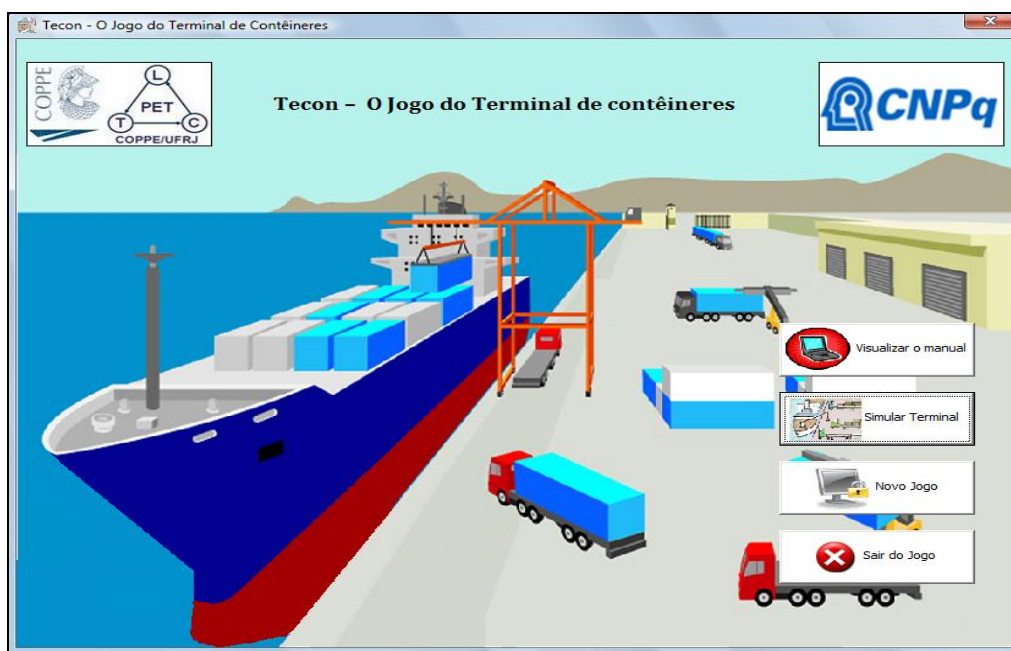 Tecon - O Jogo do Terminal de Contêineres
COPPE
L
PET
T
C
COPPE/UFRJ
Tecon – O Jogo do Terminal de contêineres
CNPq
Visualizar o manual
Simular Terminal
Novo Jogo
Sair do Jogo